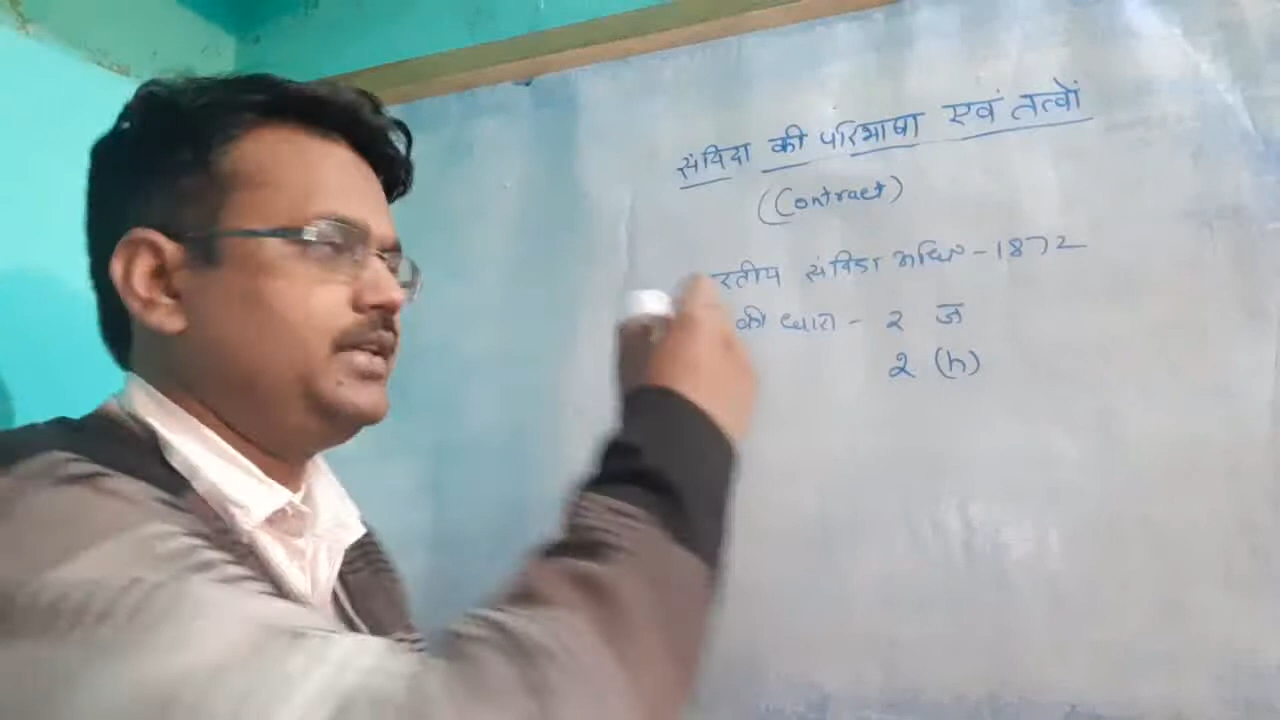 संविदा की परिभाषा एवं तत्वों
(Contract)
रतीय संविदा अधि० - 1872
की धारा - 2 ज
2 (h)